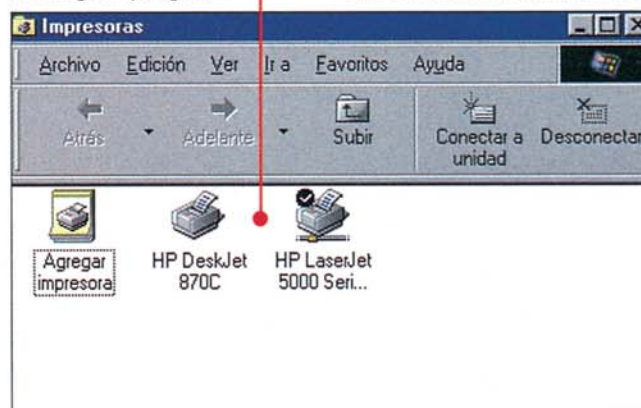 Impresoras
Archivo Edición Ver Ir a Favoritos Ayuda
Atrás Adelante Subir Conectar a unidad Desconectar
Agregar impresora
HP DeskJet 870C
HP LaserJet 5000 Seri...